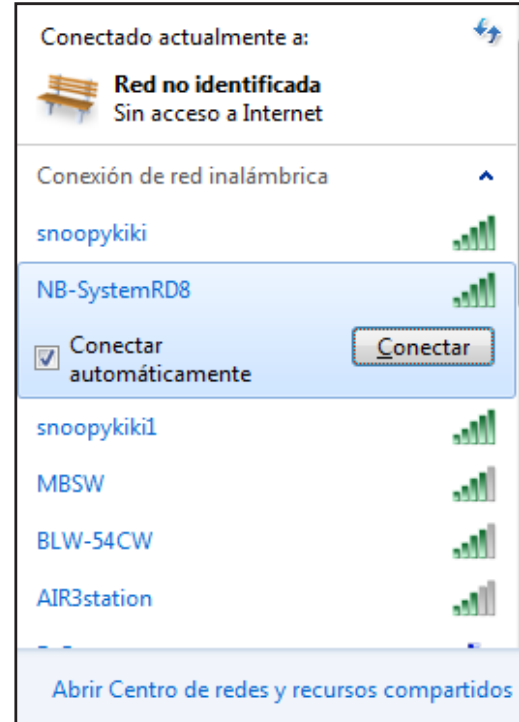 Conectado actualmente a:
Red no identificada
Sin acceso a Internet
Conexión de red inalámbrica
snoopykiki
NB-SystemRD8
Conectar
automáticamente
Conectar
snoopykiki1
MBSW
BLW-54CW
AIR3station
Abrir Centro de redes y recursos compartidos